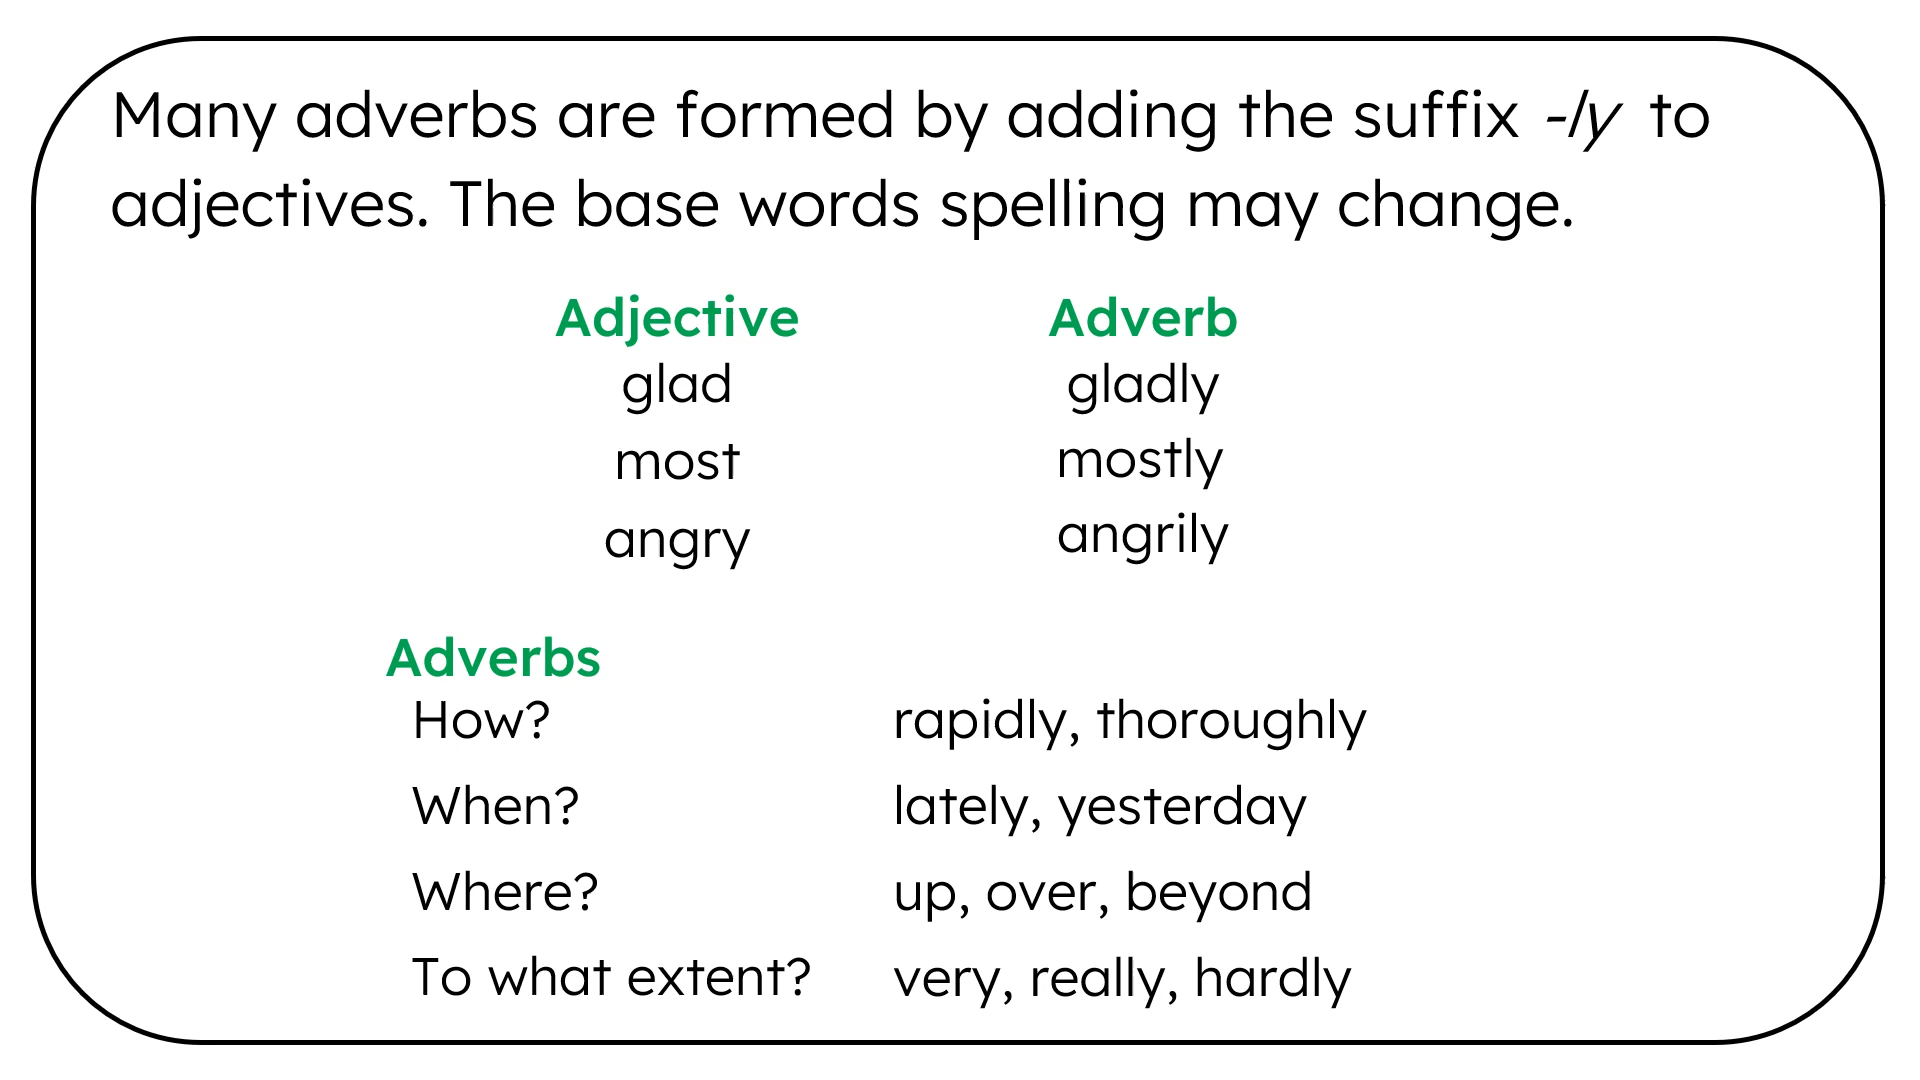 Many adverbs are formed by adding the suffix -ly to
adjectives. The base words spelling may change.
Adjective Adverb
glad gladly
most mostly
angry angrily
Adverbs
How? rapidly, thoroughly
When? lately, yesterday
Where? up, over, beyond
To what extent? very, really, hardly